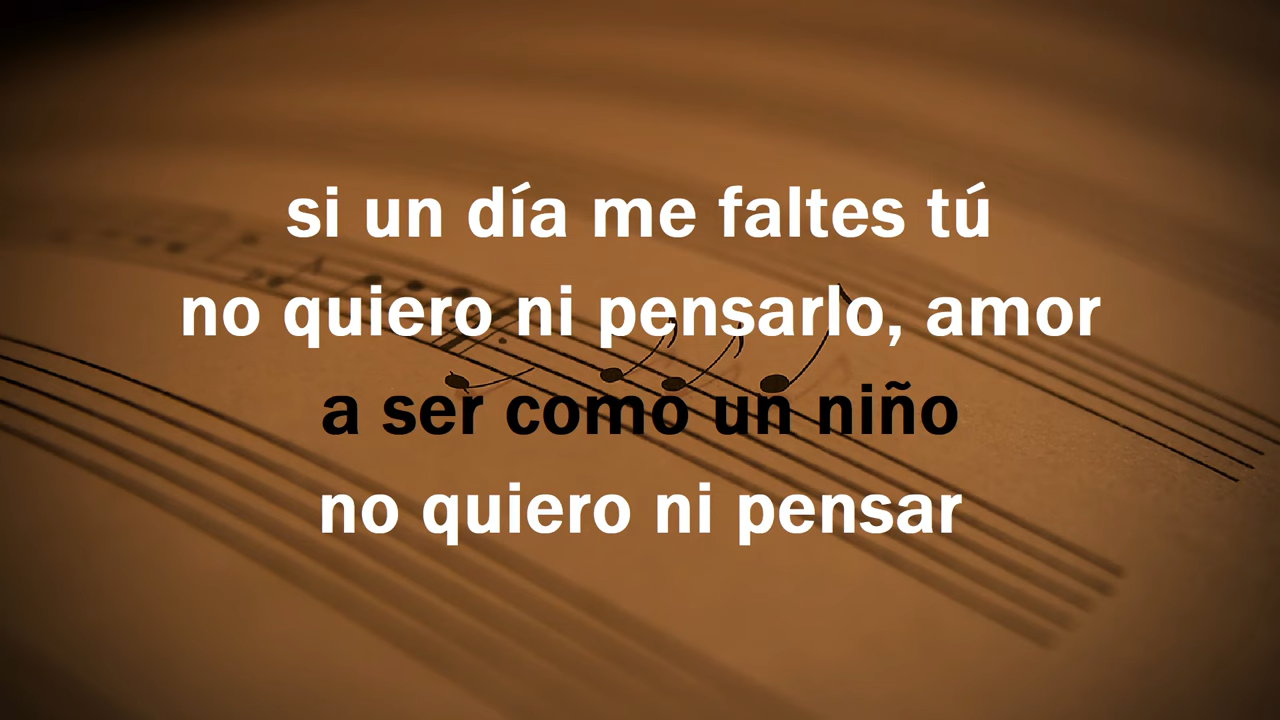 si un día me faltes tú
no quiero ni pensarlo, amor
a ser como un niño
no quiero ni pensar